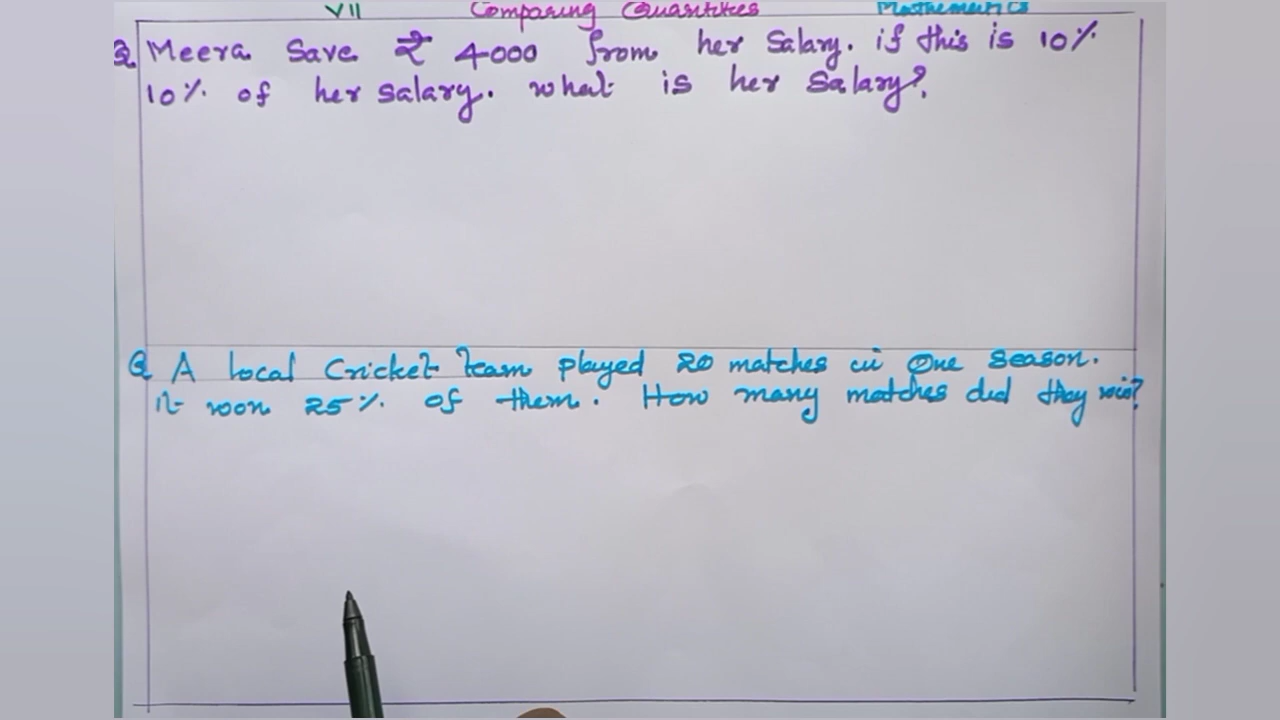 VII Comparing Quantities Mathematics
Q. Meera Save ₹ 4000 from her Salary. if this is 10%
10% of her salary. what is her salary?
Q A local Cricket team played 20 matches in One season.
it won 25% of them. How many matches did they win?